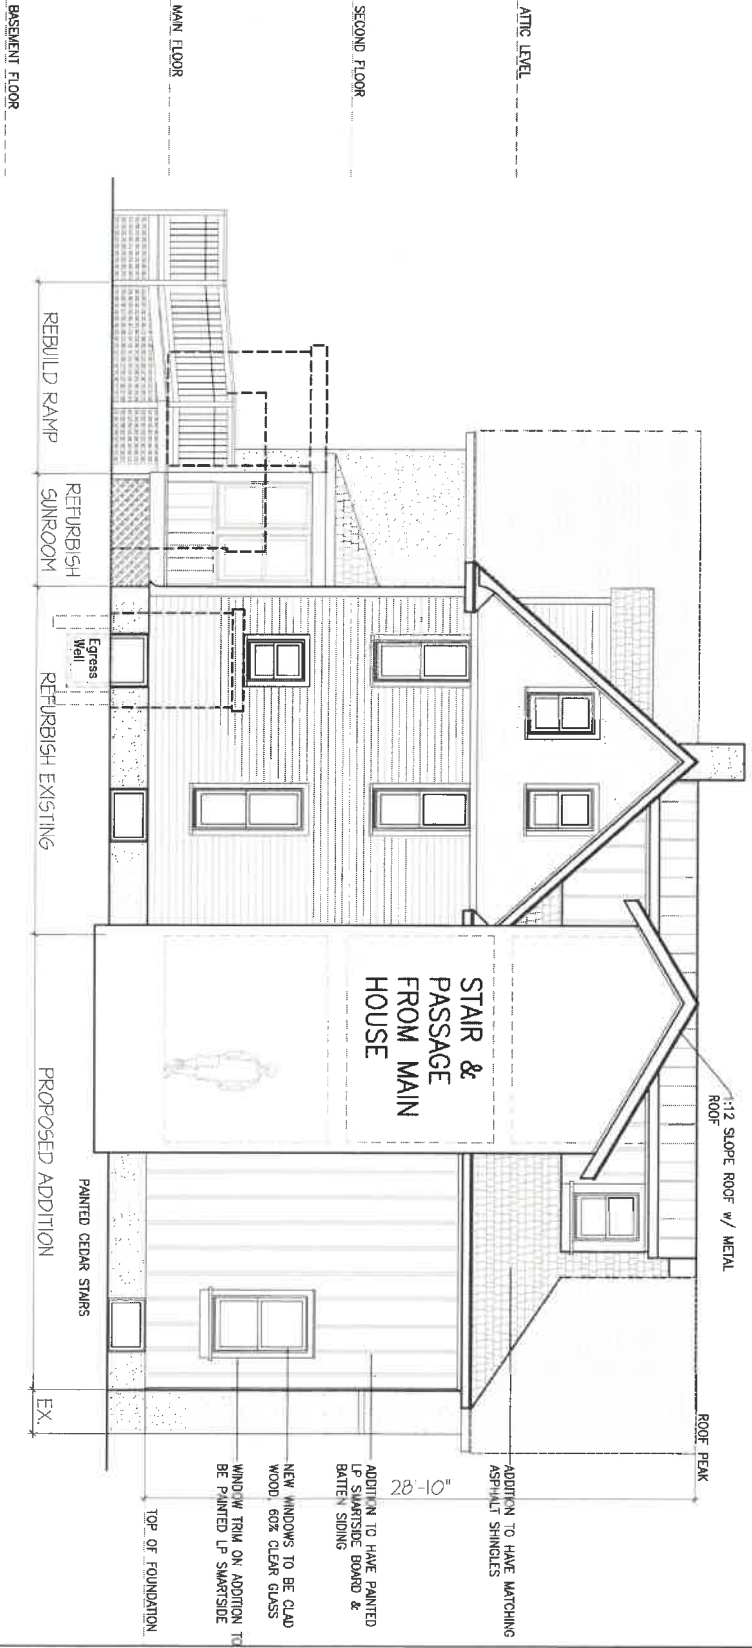 ATTIC LEVEL
SECOND FLOOR
MAIN FLOOR
BASEMENT FLOOR
:12 SLOPE ROOF w/ METAL
ROOF
ROOF PEAK
STAIR &
PASSAGE
FROM MAIN
HOUSE
Egress
Well
REBUILD RAMP
REFURBISH
SUNROOM
REFURBISH EXISTING
PROPOSED ADDITION
EX.
PAINTED CEDAR STAIRS
28'-10"
ADDITION TO HAVE MATCHING
ASPHALT SHINGLES
ADDITION TO HAVE PAINTED
LP SMARTSIDE BOARD &
BATTEN SIDING
NEW WINDOWS TO BE CLAD
WOOD, 60% CLEAR GLASS
WINDOW TRIM ON ADDITION TO
BE PAINTED LP SMARTSIDE
TOP OF FOUNDATION